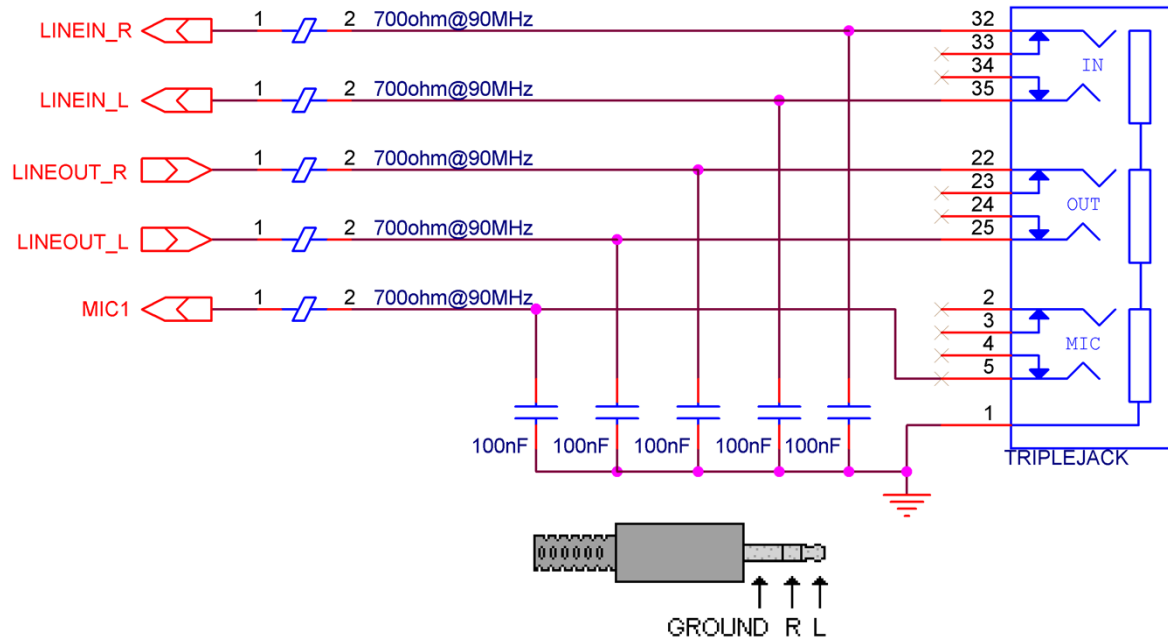 LINEIN_R 1 2 700ohm@90MHz 32
33
34
IN
LINEIN_L 1 2 700ohm@90MHz 35
LINEOUT_R 1 2 700ohm@90MHz 22
23
24
OUT
LINEOUT_L 1 2 700ohm@90MHz 25
MIC1 1 2 700ohm@90MHz 2
3
4
MIC
5
1
100nF 100nF 100nF 100nF 100nF
TRIPLEJACK
GROUND R L